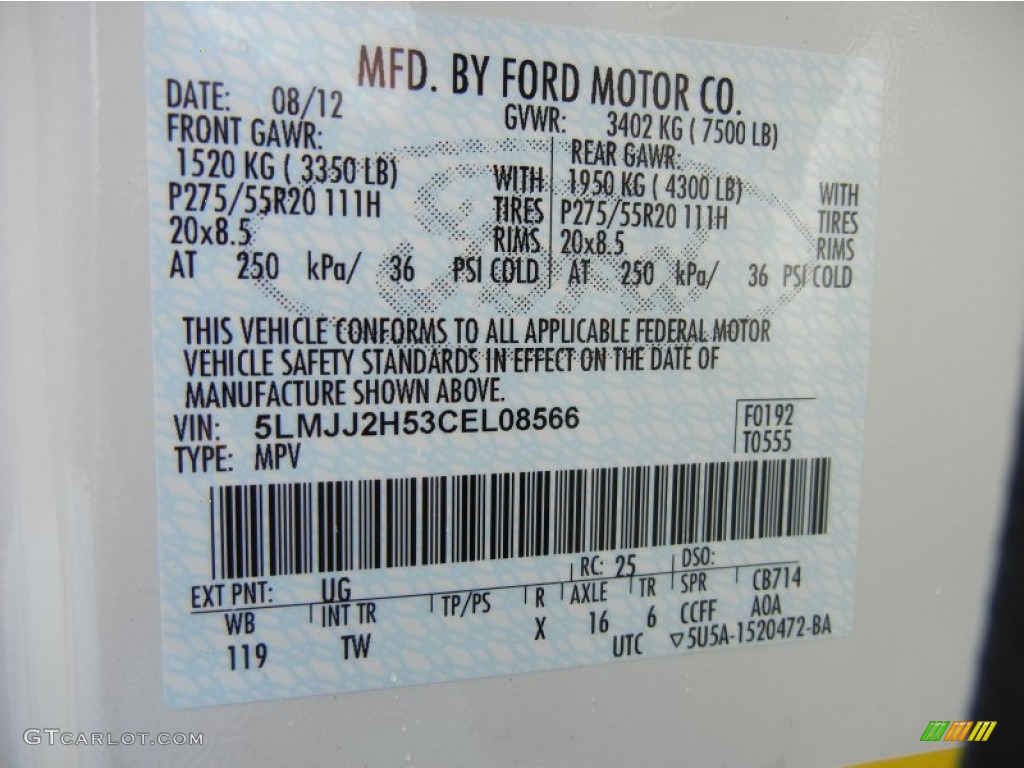 MFD. BY FORD MOTOR CO.
DATE: 08/12 GVWR: 3402 KG ( 7500 LB)
FRONT GAWR: REAR GAWR:
1520 KG ( 3350 LB) WITH 1950 KG ( 4300 LB) WITH
P275/55R20 111H TIRES P275/55R20 111H TIRES
20x8.5 RIMS 20x8.5 RIMS
AT 250 kPa/ 36 PSI COLD AT 250 kPa/ 36 PSI COLD
THIS VEHICLE CONFORMS TO ALL APPLICABLE FEDERAL MOTOR
VEHICLE SAFETY STANDARDS IN EFFECT ON THE DATE OF
MANUFACTURE SHOWN ABOVE.
VIN: 5LMJJ2H53CEL08566 F0192
TYPE: MPV T0555
EXT PNT: UG RC: 25 DSO:
WB INT TR TP/PS R AXLE TR SPR CB714
119 TW X 16 6 CCFF AOA
UTC ▽5U5A-1520472-BA
GTCARLOT.COM